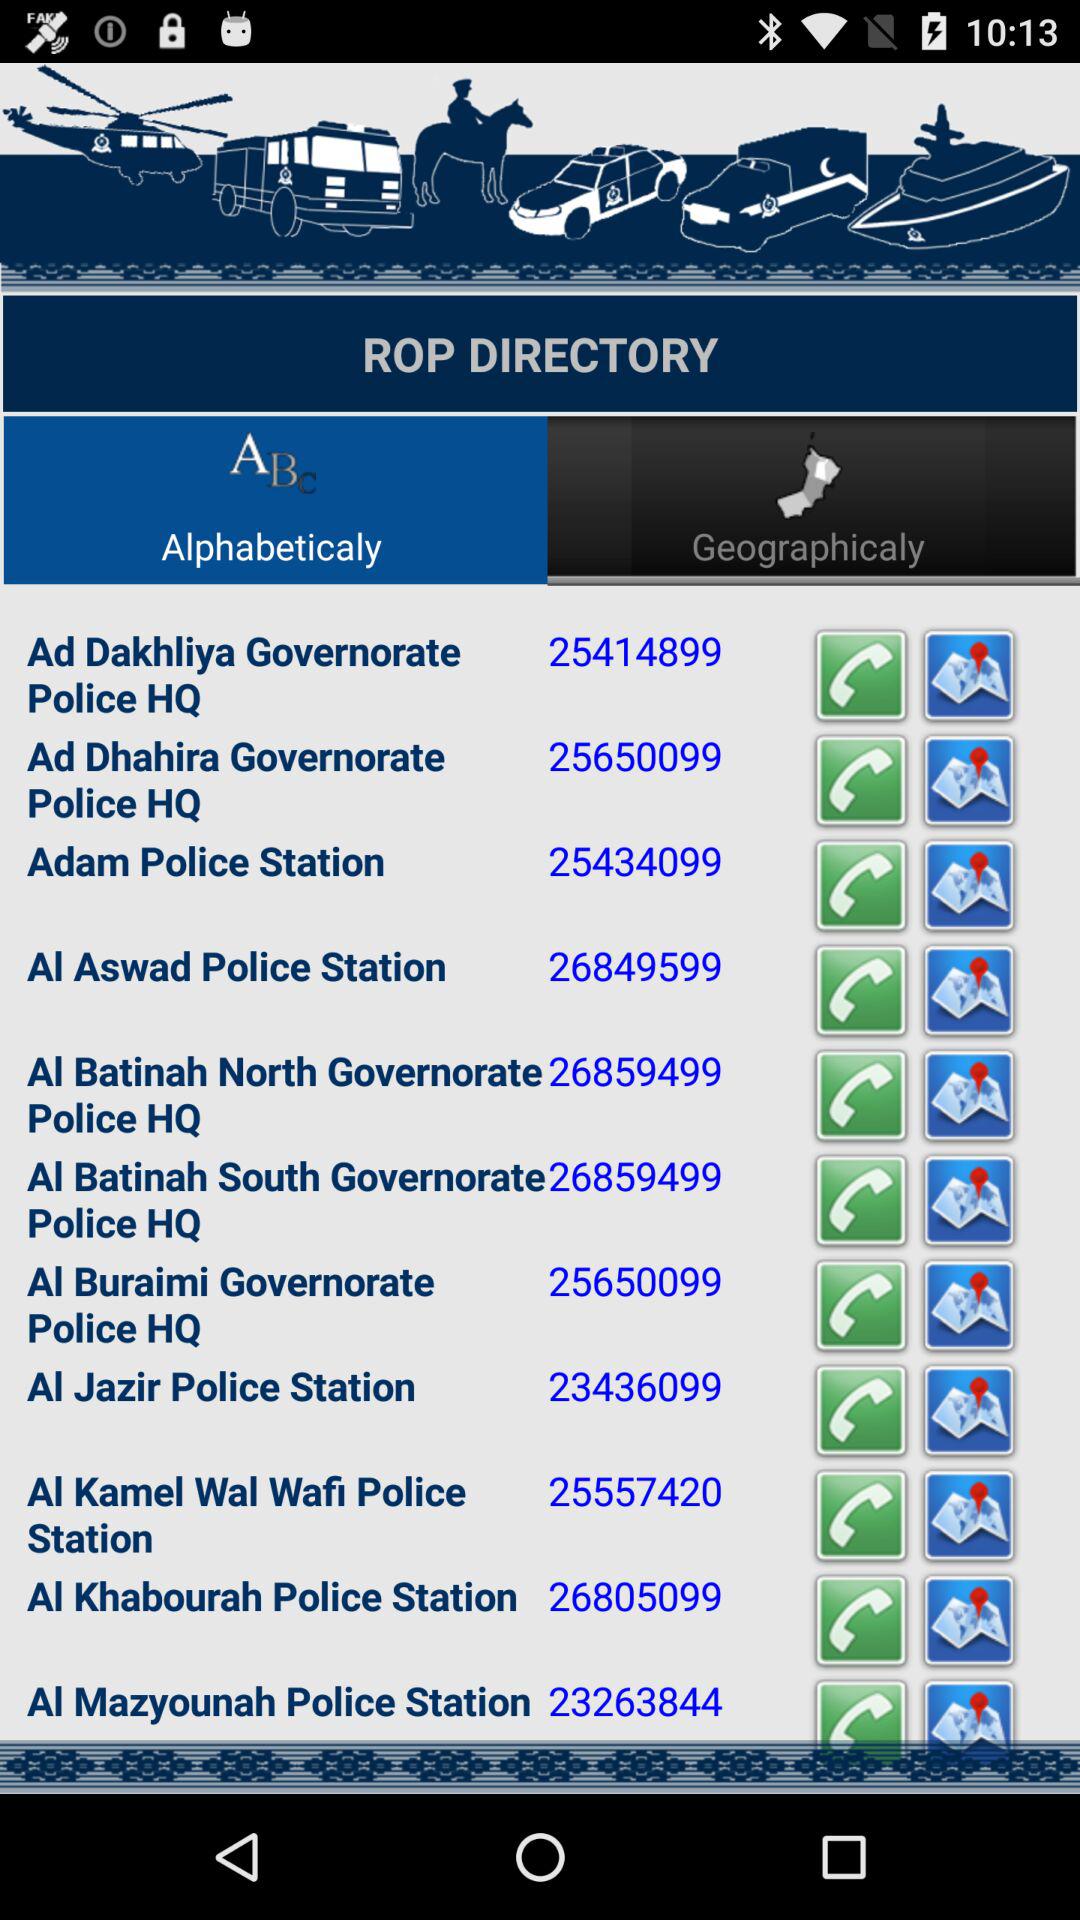 FAKE
10:13
ROP DIRECTORY
ABC
Alphabeticaly
Geographicaly
Ad Dakhliya Governorate 25414899
Police HQ
Ad Dhahira Governorate 25650099
Police HQ
Adam Police Station 25434099
Al Aswad Police Station 26849599
Al Batinah North Governorate 26859499
Police HQ
Al Batinah South Governorate 26859499
Police HQ
Al Buraimi Governorate 25650099
Police HQ
Al Jazir Police Station 23436099
Al Kamel Wal Wafi Police 25557420
Station
Al Khabourah Police Station 26805099
Al Mazyounah Police Station 23263844